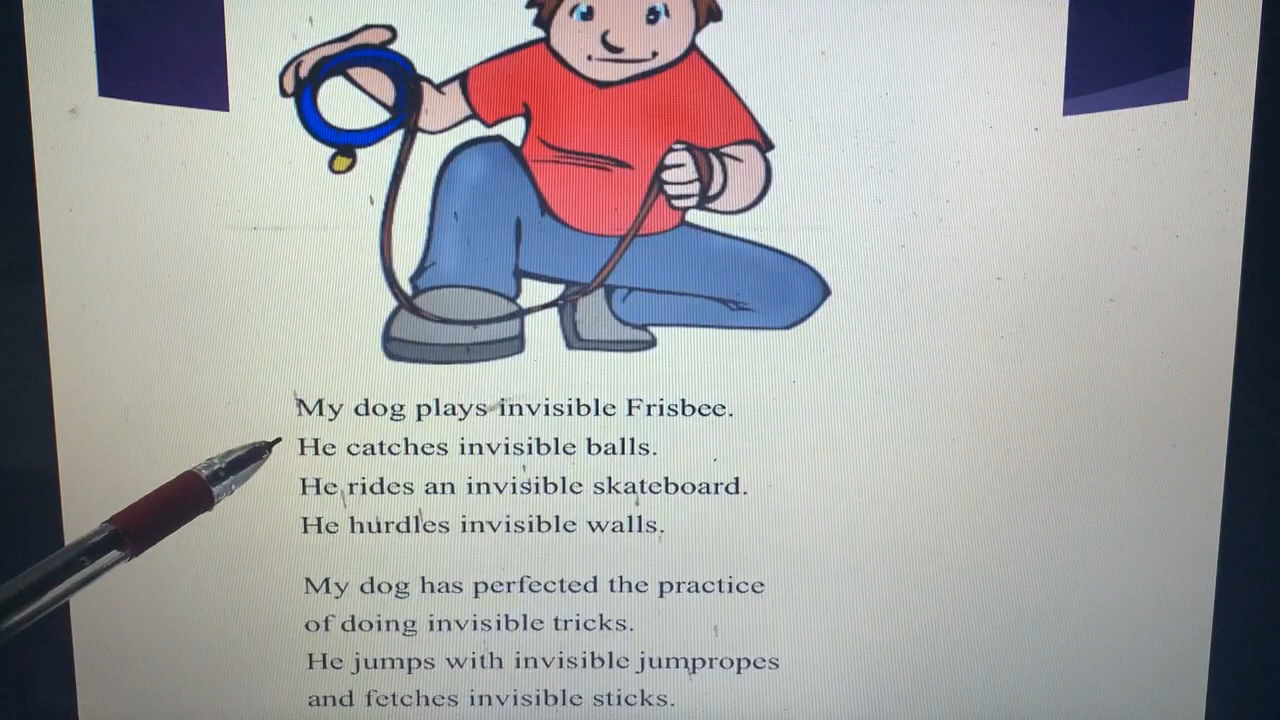 My dog plays invisible Frisbee.
He catches invisible balls.
He rides an invisible skateboard.
He hurdles invisible walls.
My dog has perfected the practice
of doing invisible tricks.
He jumps with invisible jumpropes
and fetches invisible sticks.